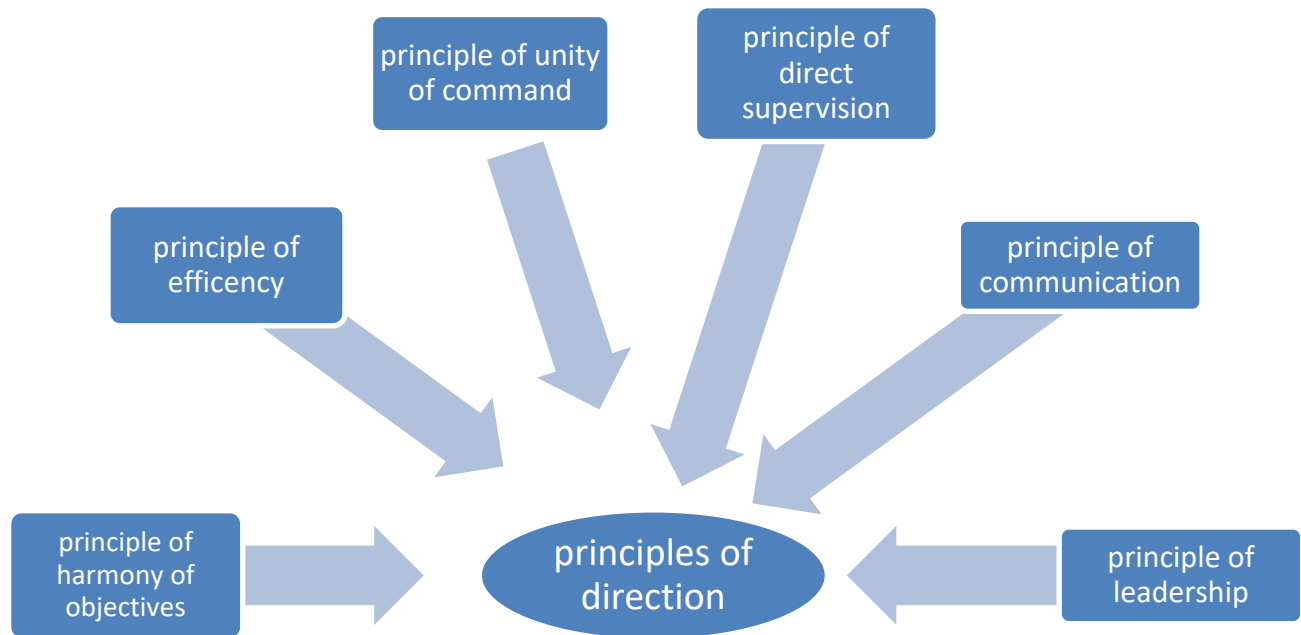 principle of unity
of command
principle of
direct
supervision
principle of
efficency
principle of
communication
principle of
harmony of
objectives
principles of
direction
principle of
leadership